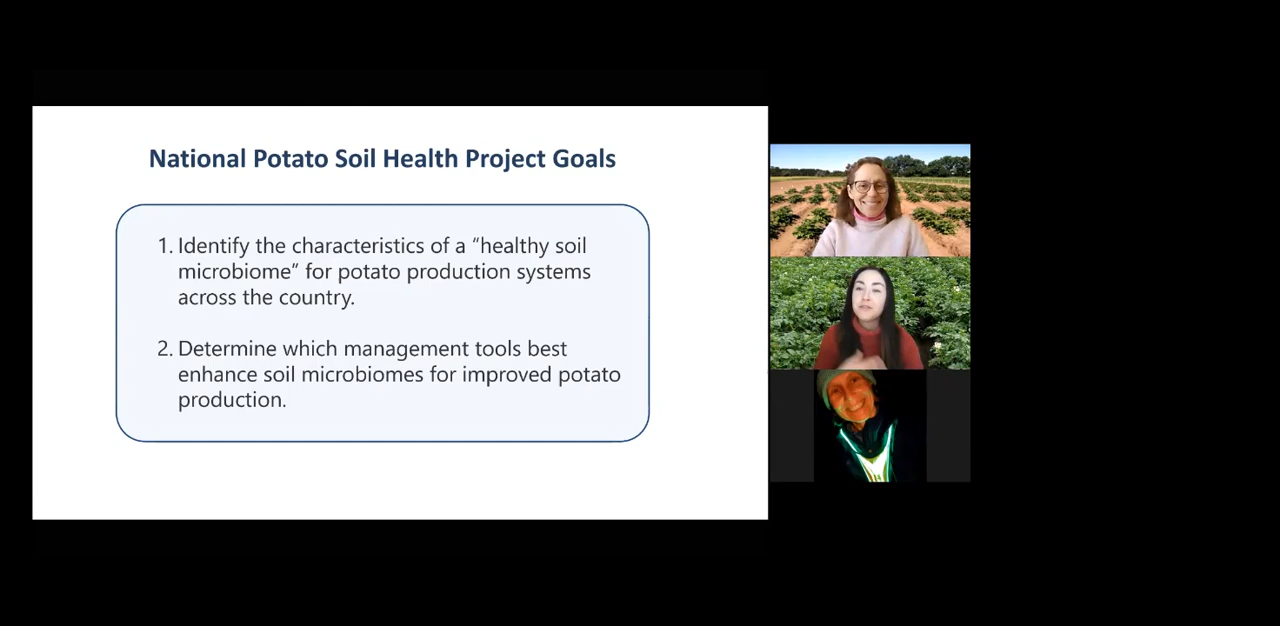 National Potato Soil Health Project Goals
1. Identify the characteristics of a “healthy soil
microbiome” for potato production systems
across the country.
2. Determine which management tools best
enhance soil microbiomes for improved potato
production.